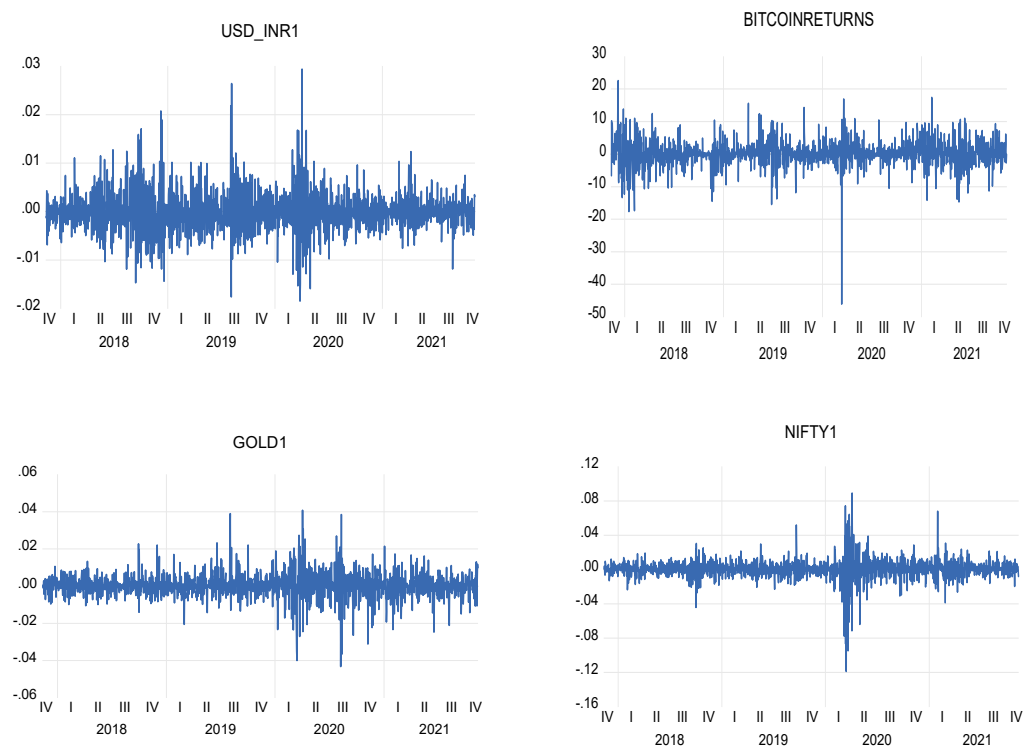 USD_INR1
.03
.02
.01
.00
-.01
-.02
IV I II III IV I II III IV I II III IV I II III IV
2018 2019 2020 2021
BITCOINRETURNS
30
20
10
0
-10
-20
-30
-40
-50
IV I II III IV I II III IV I II III IV I II III IV
2018 2019 2020 2021
GOLD1
.06
.04
.02
.00
-.02
-.04
-.06
IV I II III IV I II III IV I II III IV I II III IV
2018 2019 2020 2021
NIFTY1
.12
.08
.04
.00
-.04
-.08
-.12
-.16
IV I II III IV I II III IV I II III IV I II III IV
2018 2019 2020 2021